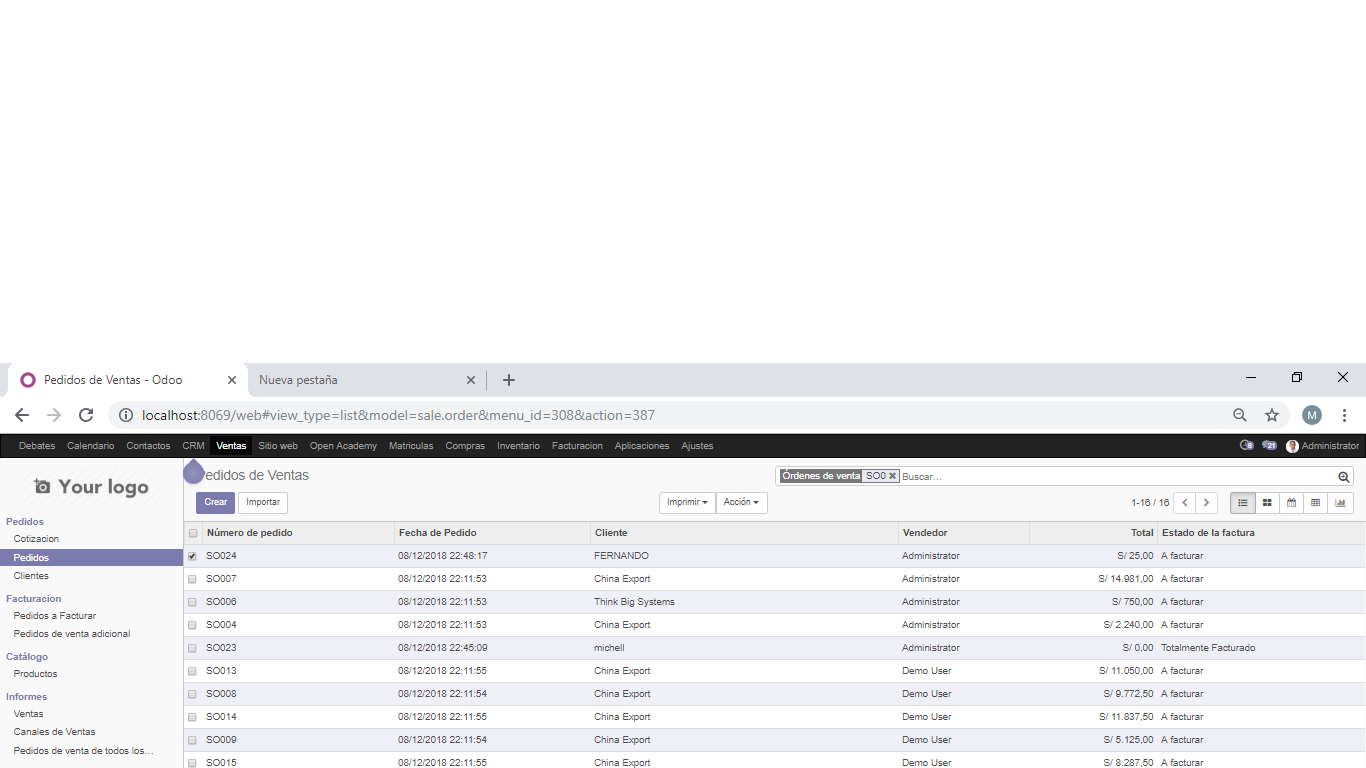 Pedidos de Ventas - Odoo
Nueva pestaña
localhost:8069/web#view_type=list&model=sale.order&menu_id=308&action=387
M
Debates Calendario Contactos CRM Ventas Sitio web Open Academy Matriculas Compras Inventario Facturacion Aplicaciones Ajustes 8 21 Administrator
Your logo
edidos de Ventas
Órdenes de venta SO0 Buscar...
Crear Importar Imprimir Acción 1-16 / 16
Pedidos
Cotizacion
Pedidos
Clientes
Facturacion
Pedidos a Facturar
Pedidos de venta adicional
Catálogo
Productos
Informes
Ventas
Canales de Ventas
Pedidos de venta de todos los...
Número de pedido Fecha de Pedido Cliente Vendedor Total Estado de la factura
SO024 08/12/2018 22:48:17 FERNANDO Administrator S/ 25,00 A facturar
SO007 08/12/2018 22:11:53 China Export Administrator S/ 14.981,00 A facturar
SO006 08/12/2018 22:11:53 Think Big Systems Administrator S/ 750,00 A facturar
SO004 08/12/2018 22:11:53 China Export Administrator S/ 2.240,00 A facturar
SO023 08/12/2018 22:45:09 michell Administrator S/ 0,00 Totalmente Facturado
SO013 08/12/2018 22:11:55 China Export Demo User S/ 11.050,00 A facturar
SO008 08/12/2018 22:11:54 China Export Demo User S/ 9.772,50 A facturar
SO014 08/12/2018 22:11:55 China Export Demo User S/ 11.837,50 A facturar
SO009 08/12/2018 22:11:54 China Export Demo User S/ 5.125,00 A facturar
SO015 08/12/2018 22:11:55 China Export Demo User S/ 8.287,50 A facturar